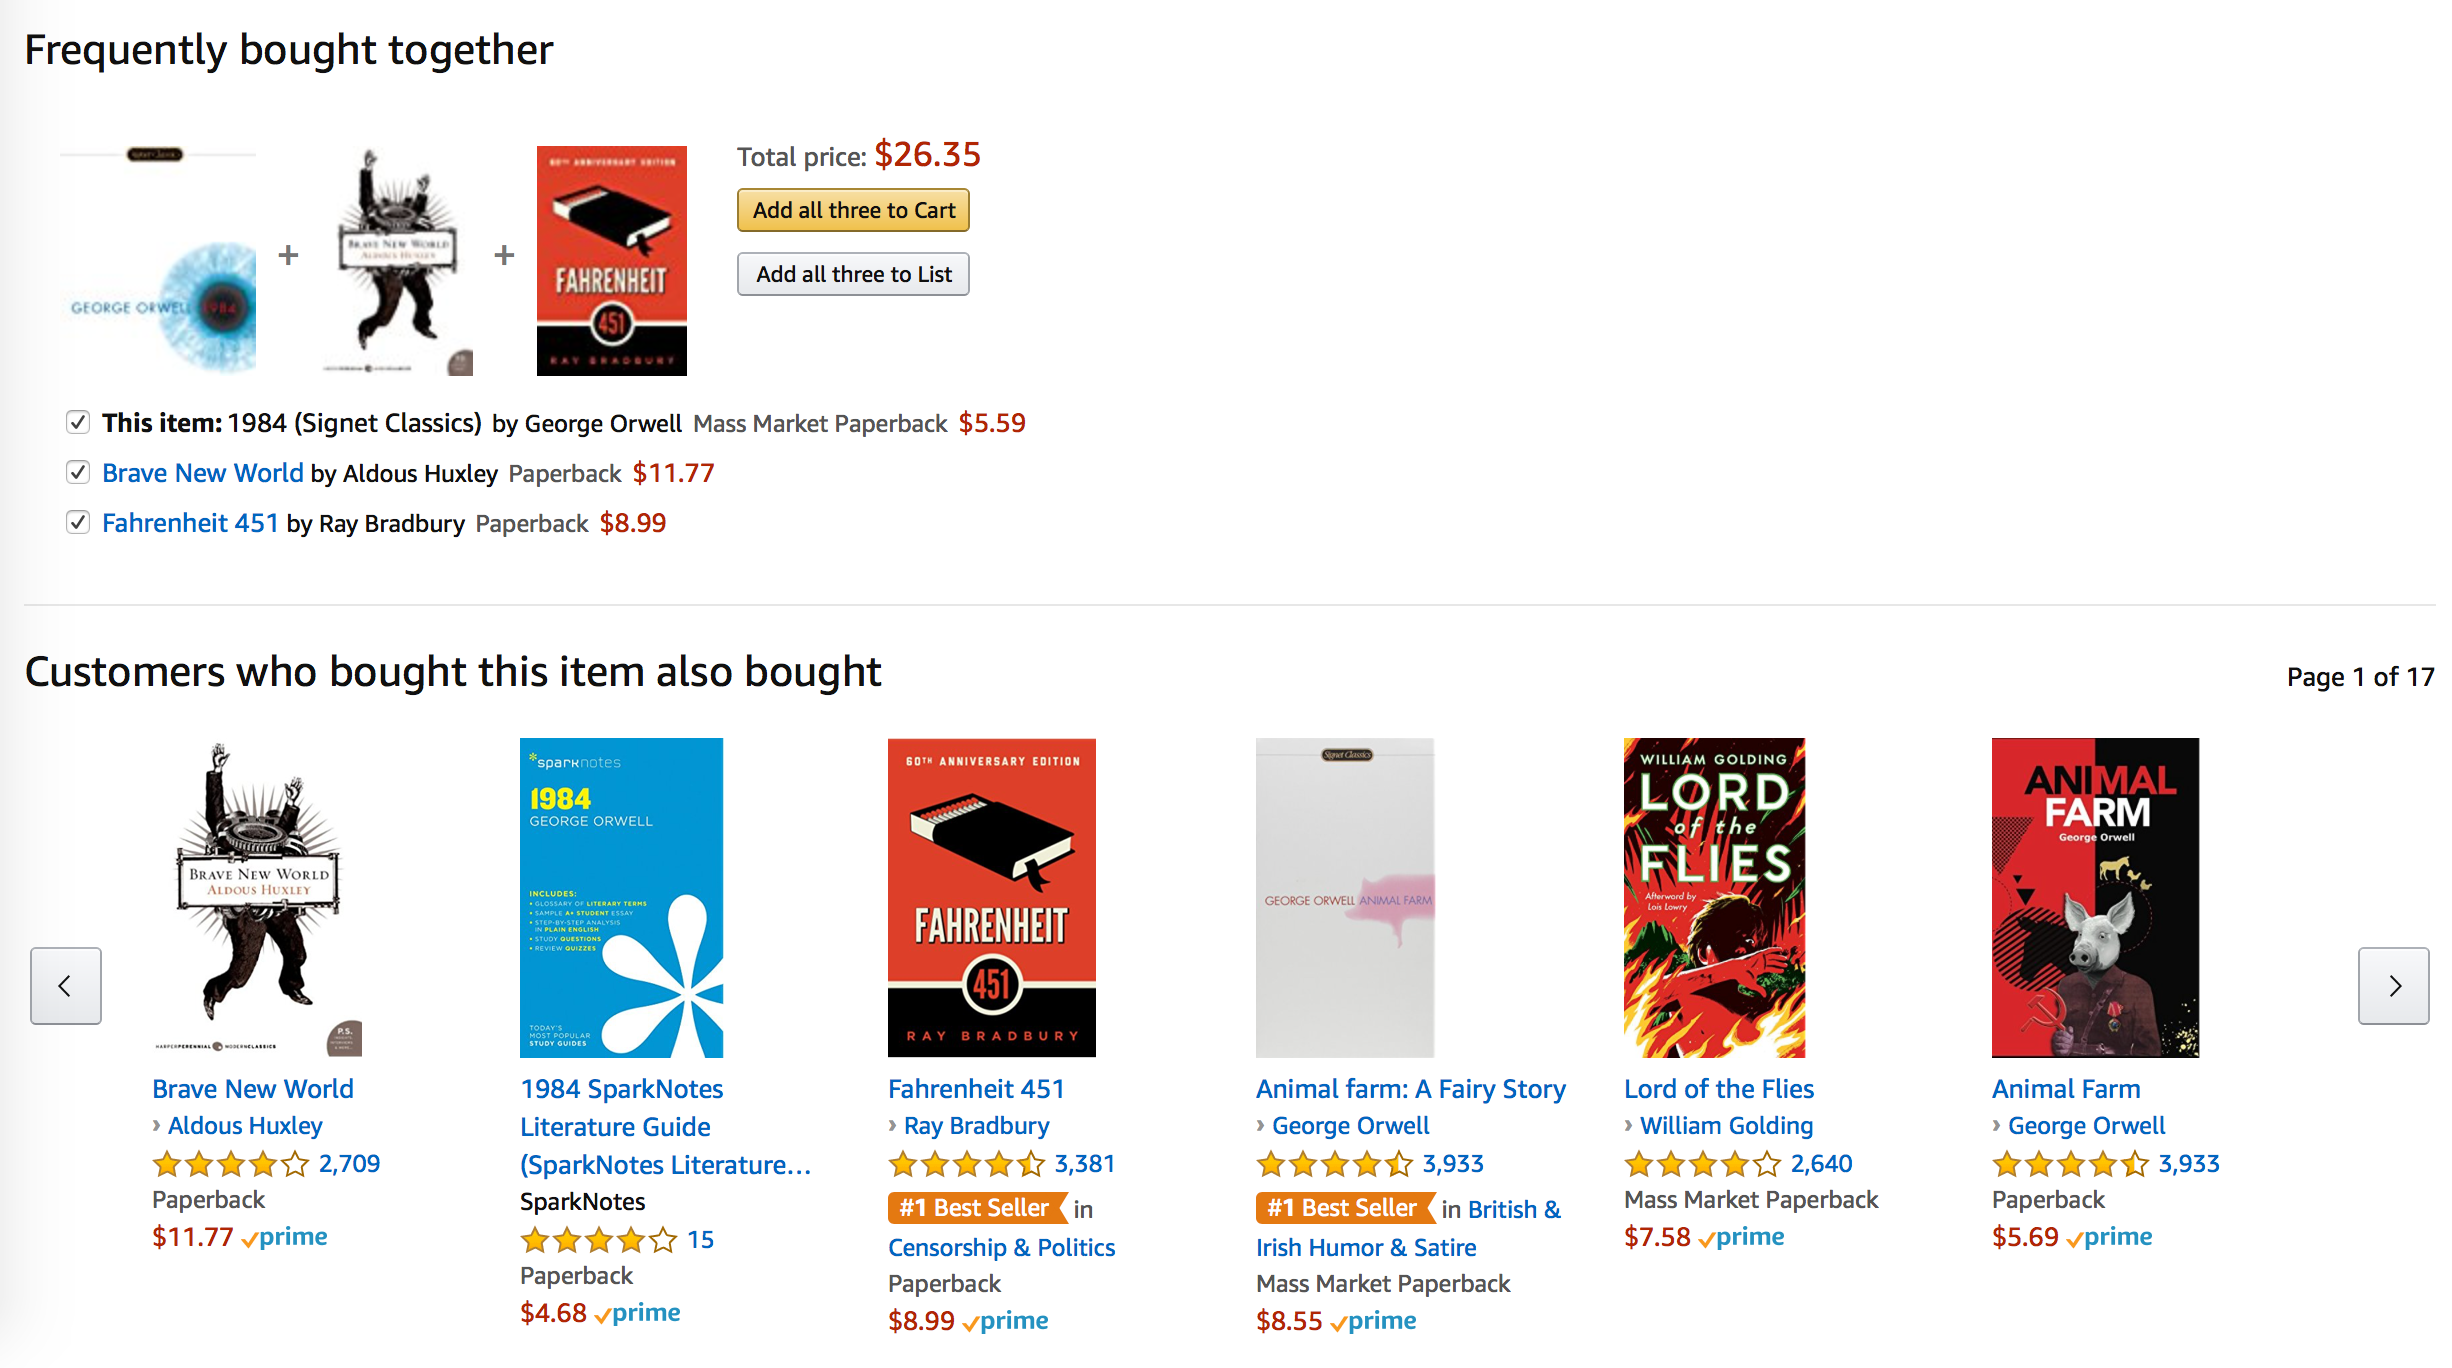 Frequently bought together
GEORGE ORWELL 1984
BRAVE NEW WORLD
ALDOUS HUXLEY
60TH ANNIVERSARY EDITION
FAHRENHEIT
451
RAY BRADBURY
Total price: $26.35
Add all three to Cart
Add all three to List
This item: 1984 (Signet Classics) by George Orwell Mass Market Paperback $5.59
Brave New World by Aldous Huxley Paperback $11.77
Fahrenheit 451 by Ray Bradbury Paperback $8.99
Customers who bought this item also bought
Page 1 of 17
BRAVE NEW WORLD
ALDOUS HUXLEY
P.S.
HARPERPERENNIAL MODERNCLASSICS
Brave New World
› Aldous Huxley
2,709
Paperback
$11.77 prime
*sparknotes
1984
GEORGE ORWELL
INCLUDES:
• GLOSSARY OF LITERARY TERMS
• SAMPLE A+ STUDENT ESSAY
• STEP-BY-STEP ANALYSIS
IN PLAIN ENGLISH
• STUDY QUESTIONS
• REVIEW QUIZZES
TODAY'S
MOST POPULAR
STUDY GUIDES
1984 SparkNotes
Literature Guide
(SparkNotes Literature...
SparkNotes
15
Paperback
$4.68 prime
60TH ANNIVERSARY EDITION
FAHRENHEIT
451
RAY BRADBURY
Fahrenheit 451
› Ray Bradbury
3,381
#1 Best Seller in
Censorship & Politics
Paperback
$8.99 prime
Signet Classics
GEORGE ORWELL ANIMAL FARM
Animal farm: A Fairy Story
› George Orwell
3,933
#1 Best Seller in British &
Irish Humor & Satire
Mass Market Paperback
$8.55 prime
WILLIAM GOLDING
LORD
of the
FLIES
Afterword by
Lois Lowry
Lord of the Flies
› William Golding
2,640
Mass Market Paperback
$7.58 prime
ANIMAL
FARM
George Orwell
Animal Farm
› George Orwell
3,933
Paperback
$5.69 prime